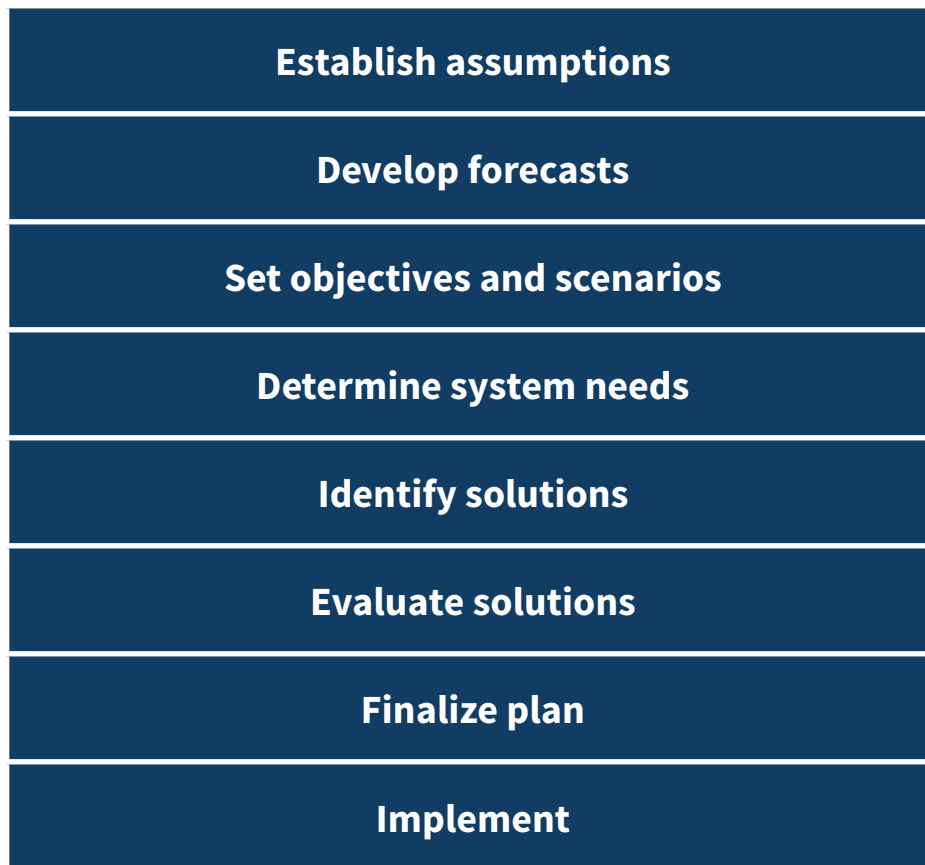 Establish assumptions
Develop forecasts
Set objectives and scenarios
Determine system needs
Identify solutions
Evaluate solutions
Finalize plan
Implement